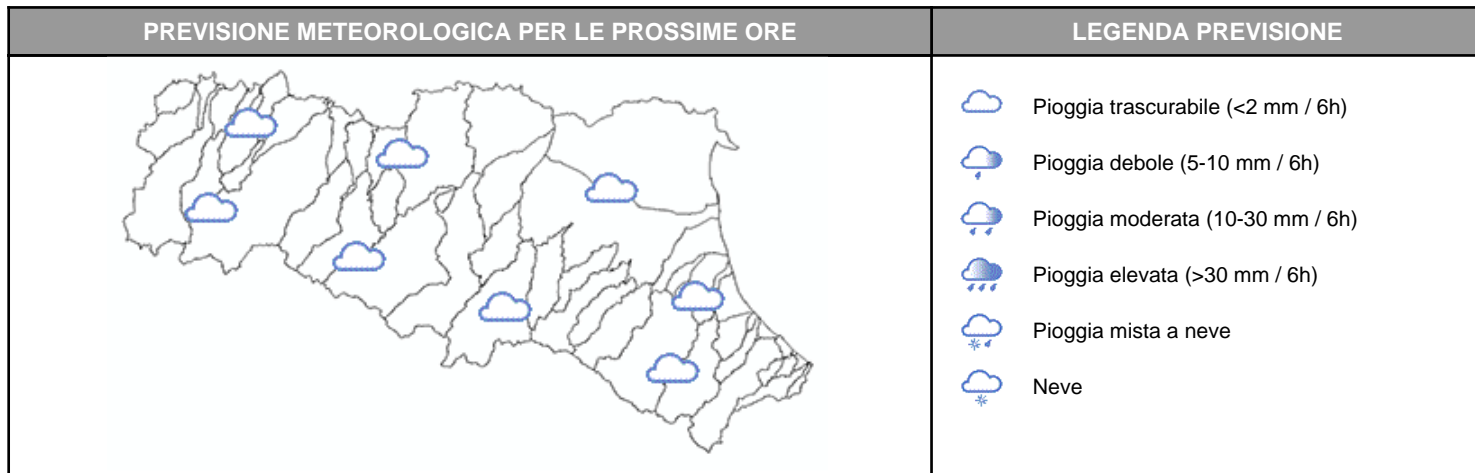 PREVISIONE METEOROLOGICA PER LE PROSSIME ORE
LEGENDA PREVISIONE
Pioggia trascurabile (<2 mm / 6h)
Pioggia debole (5-10 mm / 6h)
Pioggia moderata (10-30 mm / 6h)
Pioggia elevata (>30 mm / 6h)
Pioggia mista a neve
Neve